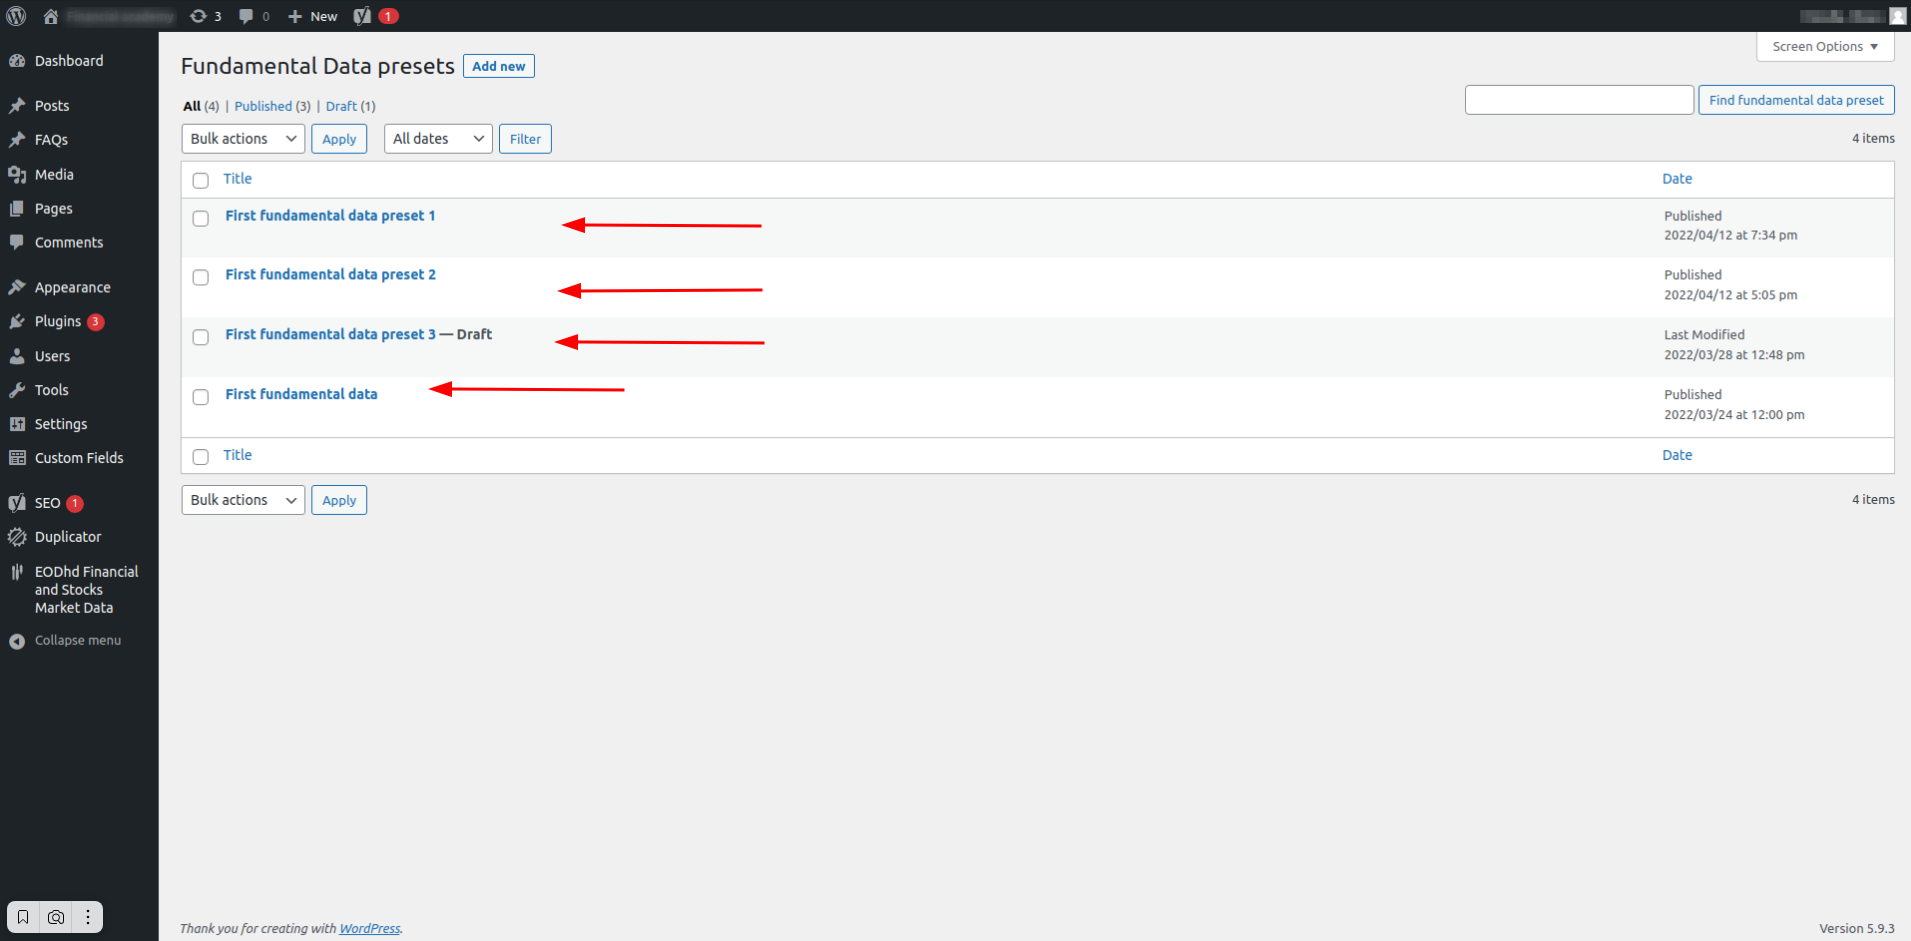 3 0 New 1
Screen Options
Dashboard
Posts
FAQs
Media
Pages
Comments
Appearance
Plugins 3
Users
Tools
Settings
Custom Fields
SEO 1
Duplicator
EODhd Financial
and Stocks
Market Data
Collapse menu
Fundamental Data presets Add new
All (4) | Published (3) | Draft (1)
Find fundamental data preset
Bulk actions Apply All dates Filter 4 items
Title Date
First fundamental data preset 1 Published
2022/04/12 at 7:34 pm
First fundamental data preset 2 Published
2022/04/12 at 5:05 pm
First fundamental data preset 3 — Draft Last Modified
2022/03/28 at 12:48 pm
First fundamental data Published
2022/03/24 at 12:00 pm
Title Date
Bulk actions Apply 4 items
Thank you for creating with WordPress. Version 5.9.3